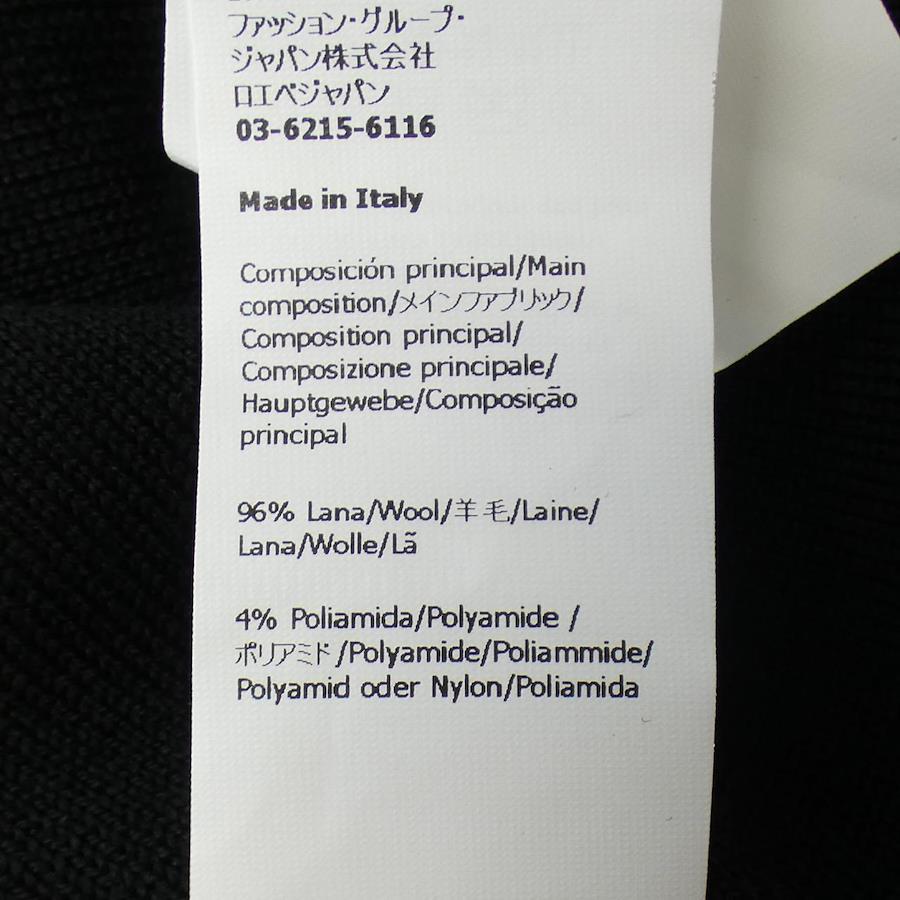 ファッション・グループ・
ジャパン株式会社
ロエベジャパン
03-6215-6116
Made in Italy
Composición principal/Main
composition/メインファブリック/
Composition principal/
Composizione principale/
Hauptgewebe/Composição
principal
96% Lana/Wool/羊毛/Laine/
Lana/Wolle/Lã
4% Poliamida/Polyamide /
ポリアミド/Polyamide/Poliammide/
Polyamid oder Nylon/Poliamida